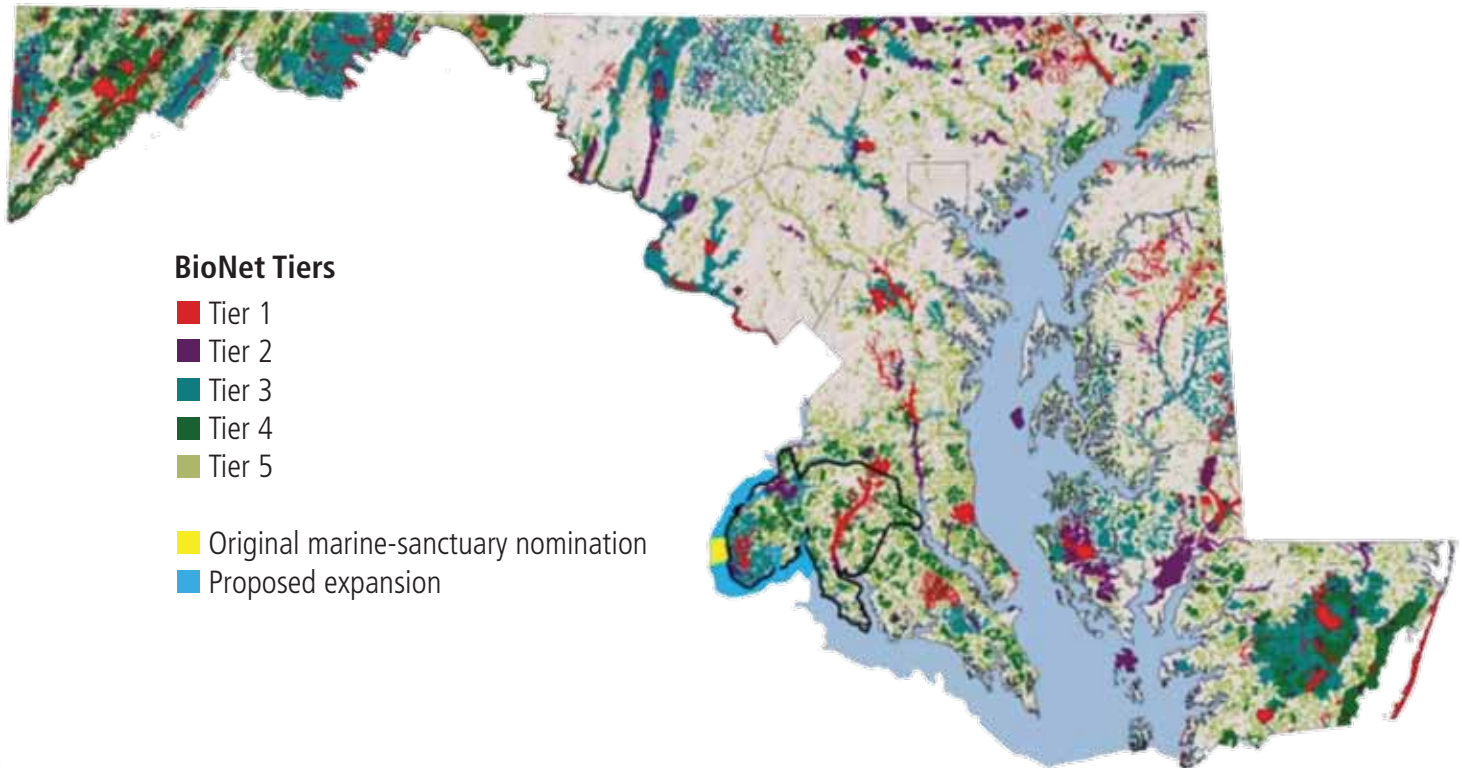 BioNet Tiers
Tier 1
Tier 2
Tier 3
Tier 4
Tier 5
Original marine-sanctuary nomination
Proposed expansion